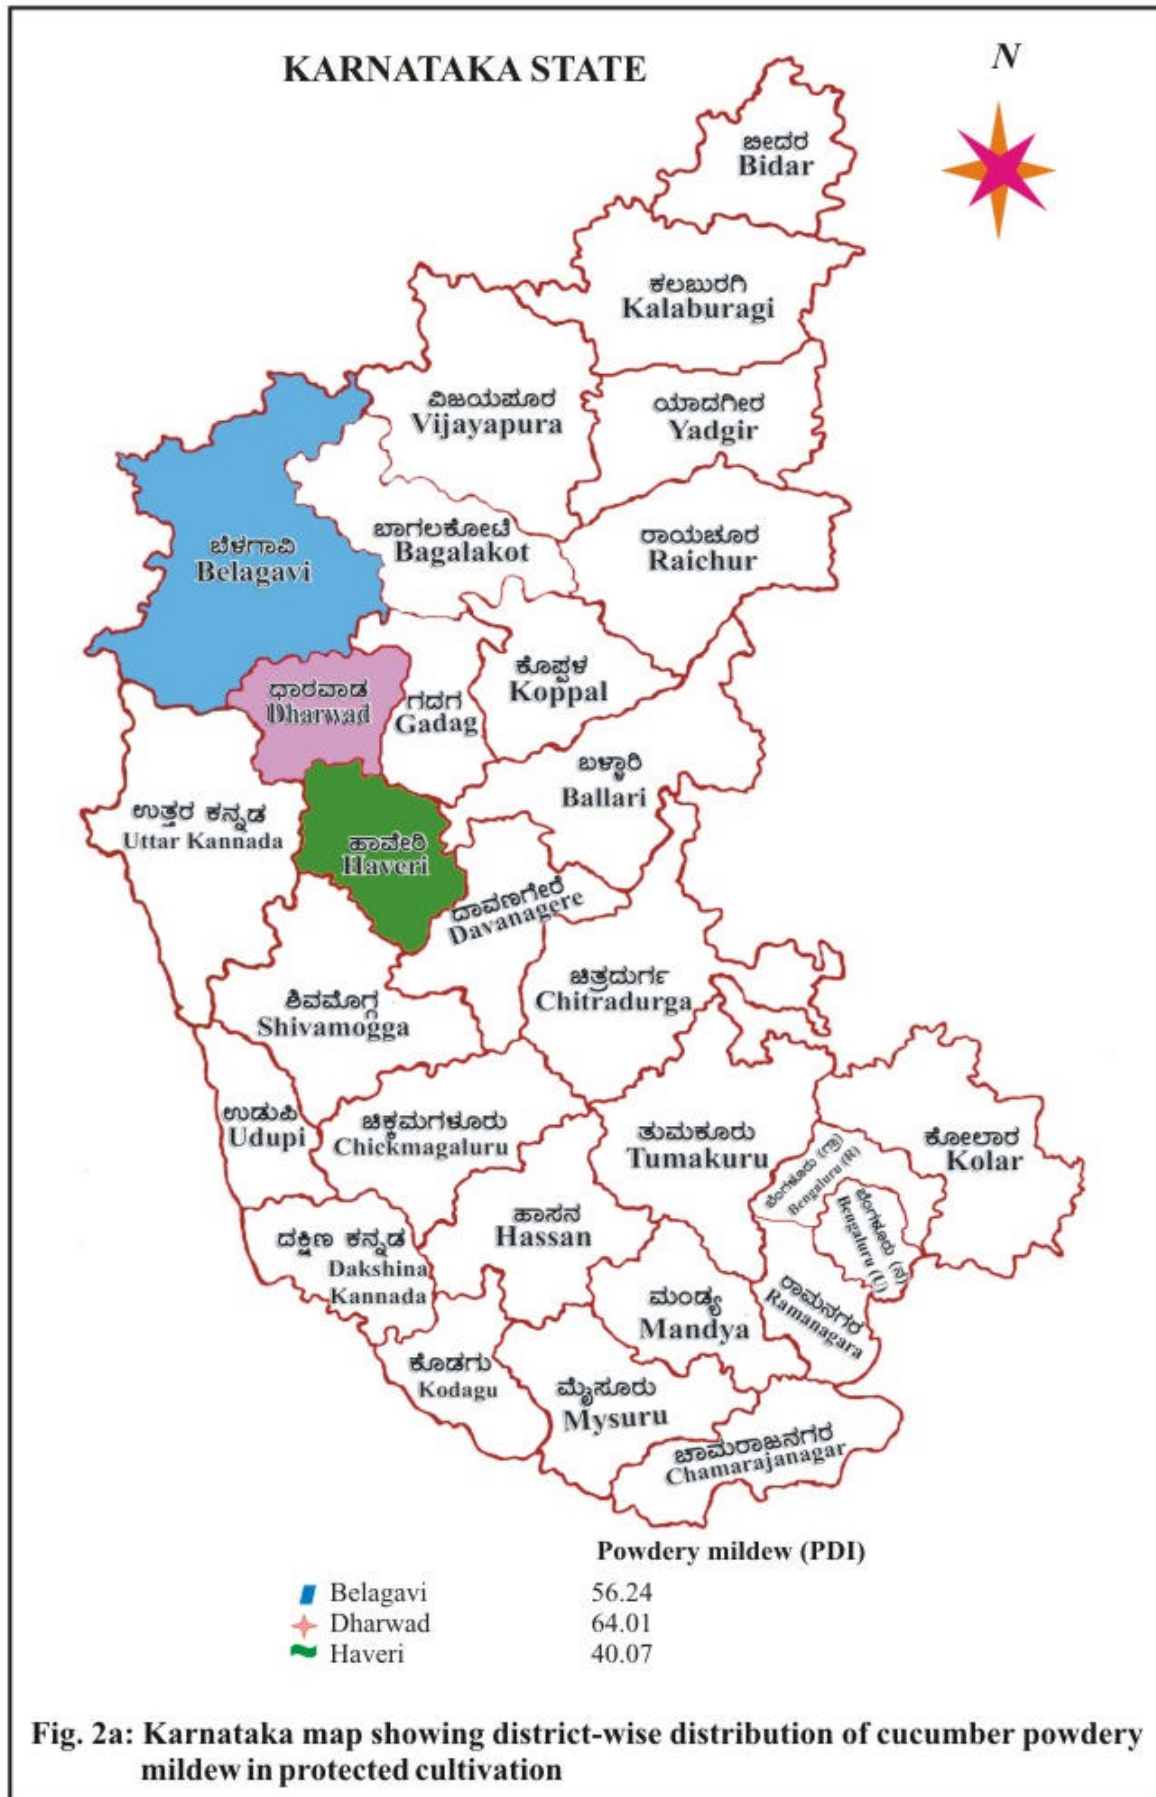 KARNATAKA STATE
N
ಬೀದರ
Bidar
ಕಲಬುರಗಿ
Kalaburagi
ವಿಜಯಪೂರ
Vijayapura
ಯಾದಗೀರ
Yadgir
ಬಾಗಲಕೋಟೆ
Bagalakot
ರಾಯಚೂರ
Raichur
ಬೆಳಗಾವಿ
Belagavi
ಕೊಪ್ಪಳ
Koppal
ಧಾರವಾಡ
Dharwad
ಗದಗ
Gadag
ಬಳ್ಳಾರಿ
Ballari
ಉತ್ತರ ಕನ್ನಡ
Uttar Kannada
ಹಾವೇರಿ
Haveri
ದಾವಣಗೇರೆ
Davanagere
ಚಿತ್ರದುರ್ಗ
Chitradurga
ಶಿವಮೊಗ್ಗ
Shivamogga
ಉಡುಪಿ
Udupi
ಚಿಕ್ಕಮಗಳೂರು
Chickmagaluru
ತುಮಕೂರು
Tumakuru
ಬೆಂಗಳೂರು (ಗ್ರಾ)
Bengaluru (R)
ಕೋಲಾರ
Kolar
ಬೆಂಗಳೂರು (ನ)
Bengaluru (U)
ಹಾಸನ
Hassan
ದಕ್ಷಿಣ ಕನ್ನಡ
Dakshina
Kannada
ಮಂಡ್ಯ
Mandya
ರಾಮನಗರ
Ramanagara
ಕೊಡಗು
Kodagu
ಮೈಸೂರು
Mysuru
ಚಾಮರಾಜನಗರ
Chamarajanagar
Powdery mildew (PDI)
Belagavi 56.24
Dharwad 64.01
Haveri 40.07
Fig. 2a: Karnataka map showing district-wise distribution of cucumber powdery
mildew in protected cultivation